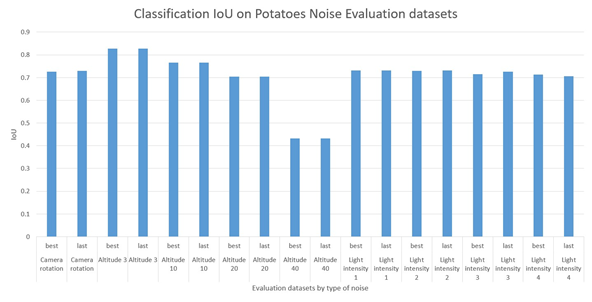 Classification IoU on Potatoes Noise Evaluation datasets
0.9
0.8
0.7
0.6
0.5
0.4
0.3
0.2
0.1
0
IoU
best last best last best last best last best last best last best last best last best last
Camera Camera Altitude 3 Altitude 3 Altitude Altitude Altitude Altitude Altitude Altitude Light Light Light Light Light Light Light Light
rotation rotation 10 10 20 20 40 40 intensity intensity intensity intensity intensity intensity intensity intensity
1 1 2 2 3 3 4 4
Evaluation datasets by type of noise